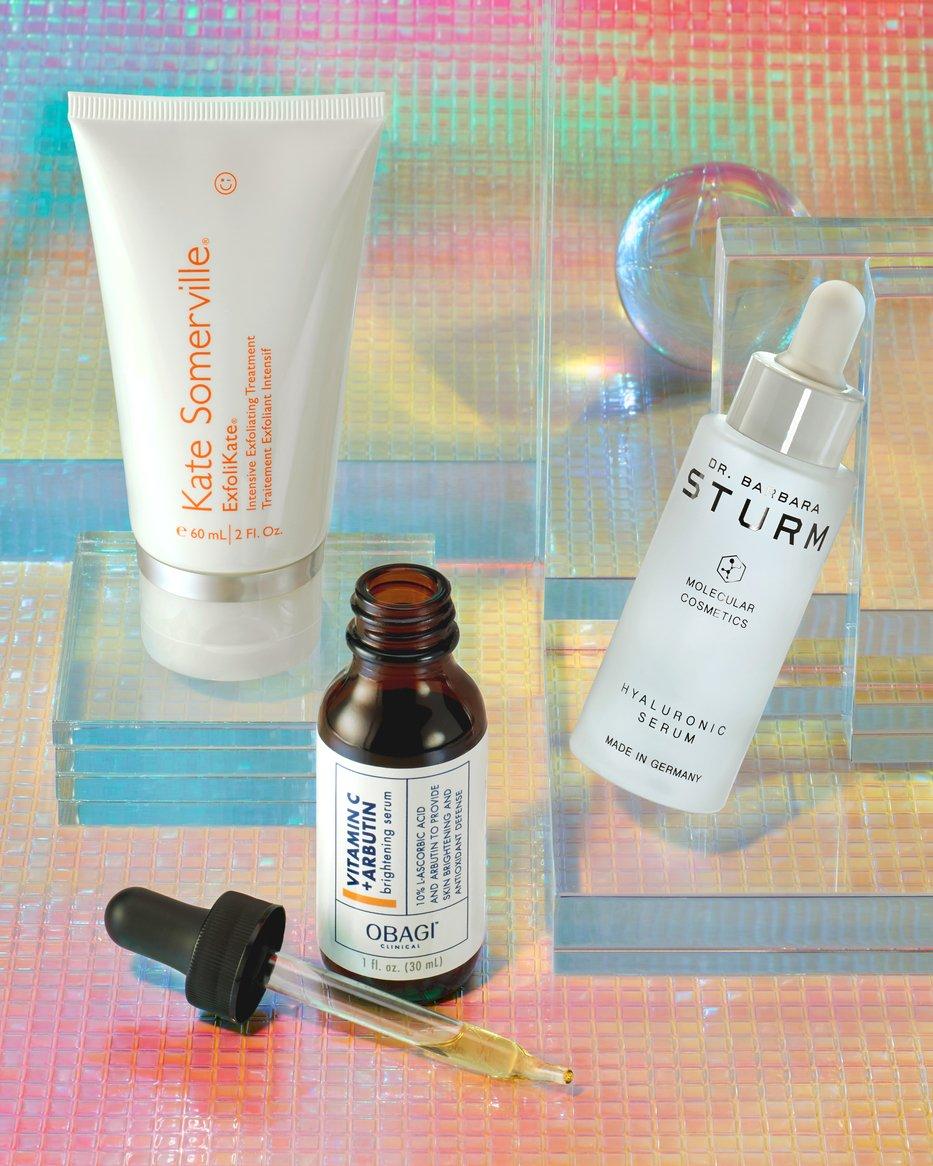 Kate Somerville®
ExfoliKate®
Intensive Exfoliating Treatment
Traitement Exfoliant Intensif
℮ 60 mL | 2 Fl. Oz.
DR. BARBARA
STURM
MOLECULAR
COSMETICS
HYALURONIC
SERUM
MADE IN GERMANY
VITAMIN C
+ARBUTIN
brightening serum
10% L-ASCORBIC ACID
AND ARBUTIN TO PROVIDE
SKIN BRIGHTENING AND
ANTIOXIDANT DEFENSE
OBAGI™
CLINICAL
1 fl. oz. (30 mL)